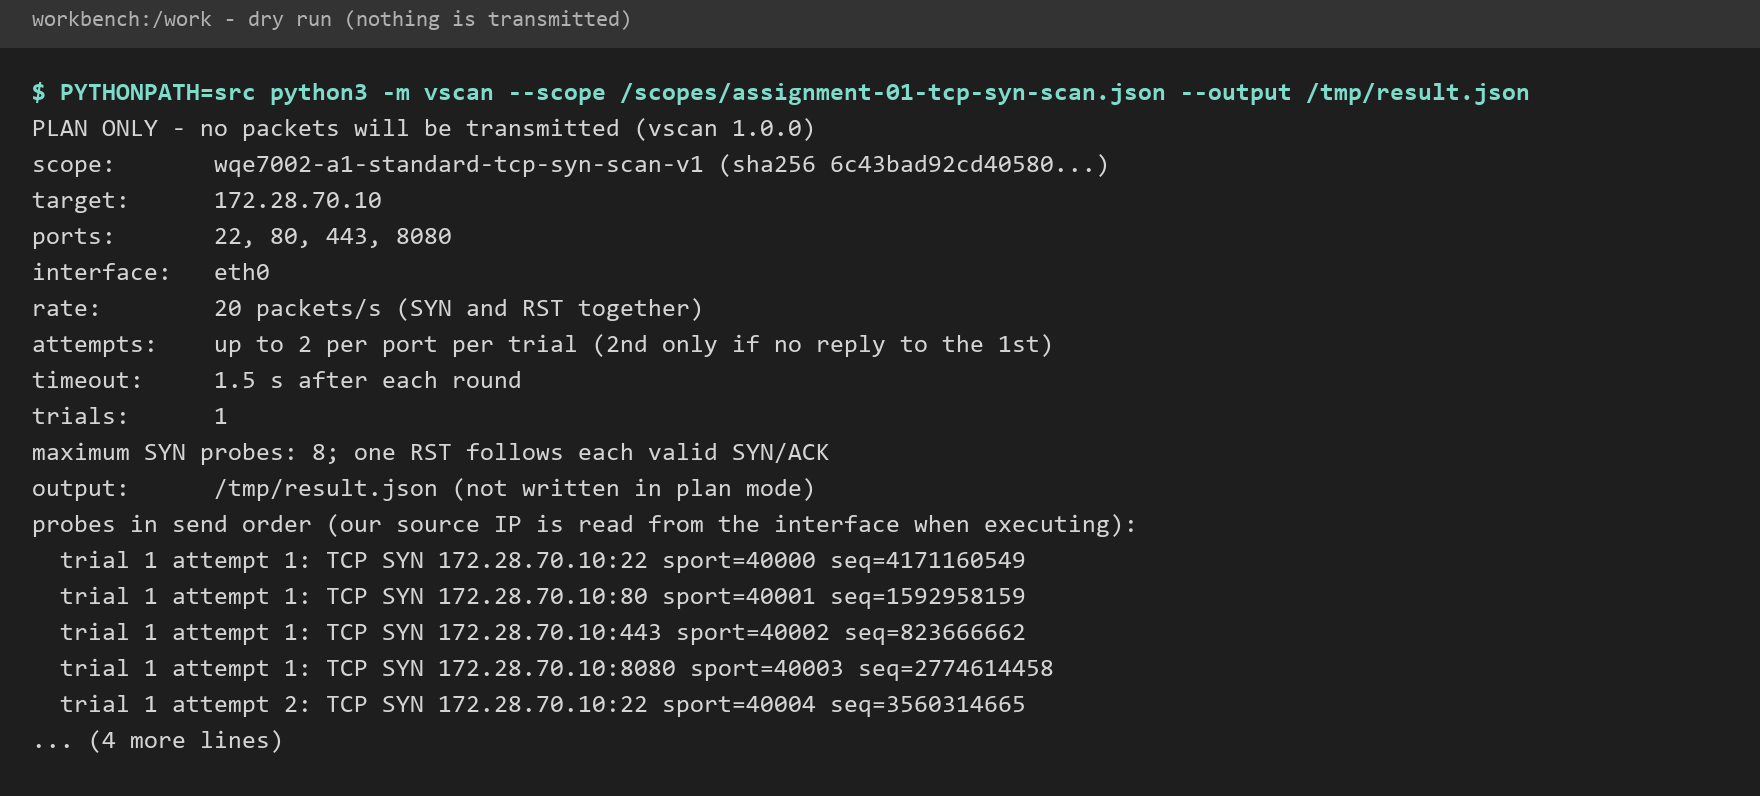 workbench:/work - dry run (nothing is transmitted)
$ PYTHONPATH=src python3 -m vscan --scope /scopes/assignment-01-tcp-syn-scan.json --output /tmp/result.json
PLAN ONLY - no packets will be transmitted (vscan 1.0.0)
scope:       wqe7002-a1-standard-tcp-syn-scan-v1 (sha256 6c43bad92cd40580...)
target:      172.28.70.10
ports:       22, 80, 443, 8080
interface:   eth0
rate:        20 packets/s (SYN and RST together)
attempts:    up to 2 per port per trial (2nd only if no reply to the 1st)
timeout:     1.5 s after each round
trials:      1
maximum SYN probes: 8; one RST follows each valid SYN/ACK
output:      /tmp/result.json (not written in plan mode)
probes in send order (our source IP is read from the interface when executing):
  trial 1 attempt 1: TCP SYN 172.28.70.10:22 sport=40000 seq=4171160549
  trial 1 attempt 1: TCP SYN 172.28.70.10:80 sport=40001 seq=1592958159
  trial 1 attempt 1: TCP SYN 172.28.70.10:443 sport=40002 seq=823666662
  trial 1 attempt 1: TCP SYN 172.28.70.10:8080 sport=40003 seq=2774614458
  trial 1 attempt 2: TCP SYN 172.28.70.10:22 sport=40004 seq=3560314665
... (4 more lines)